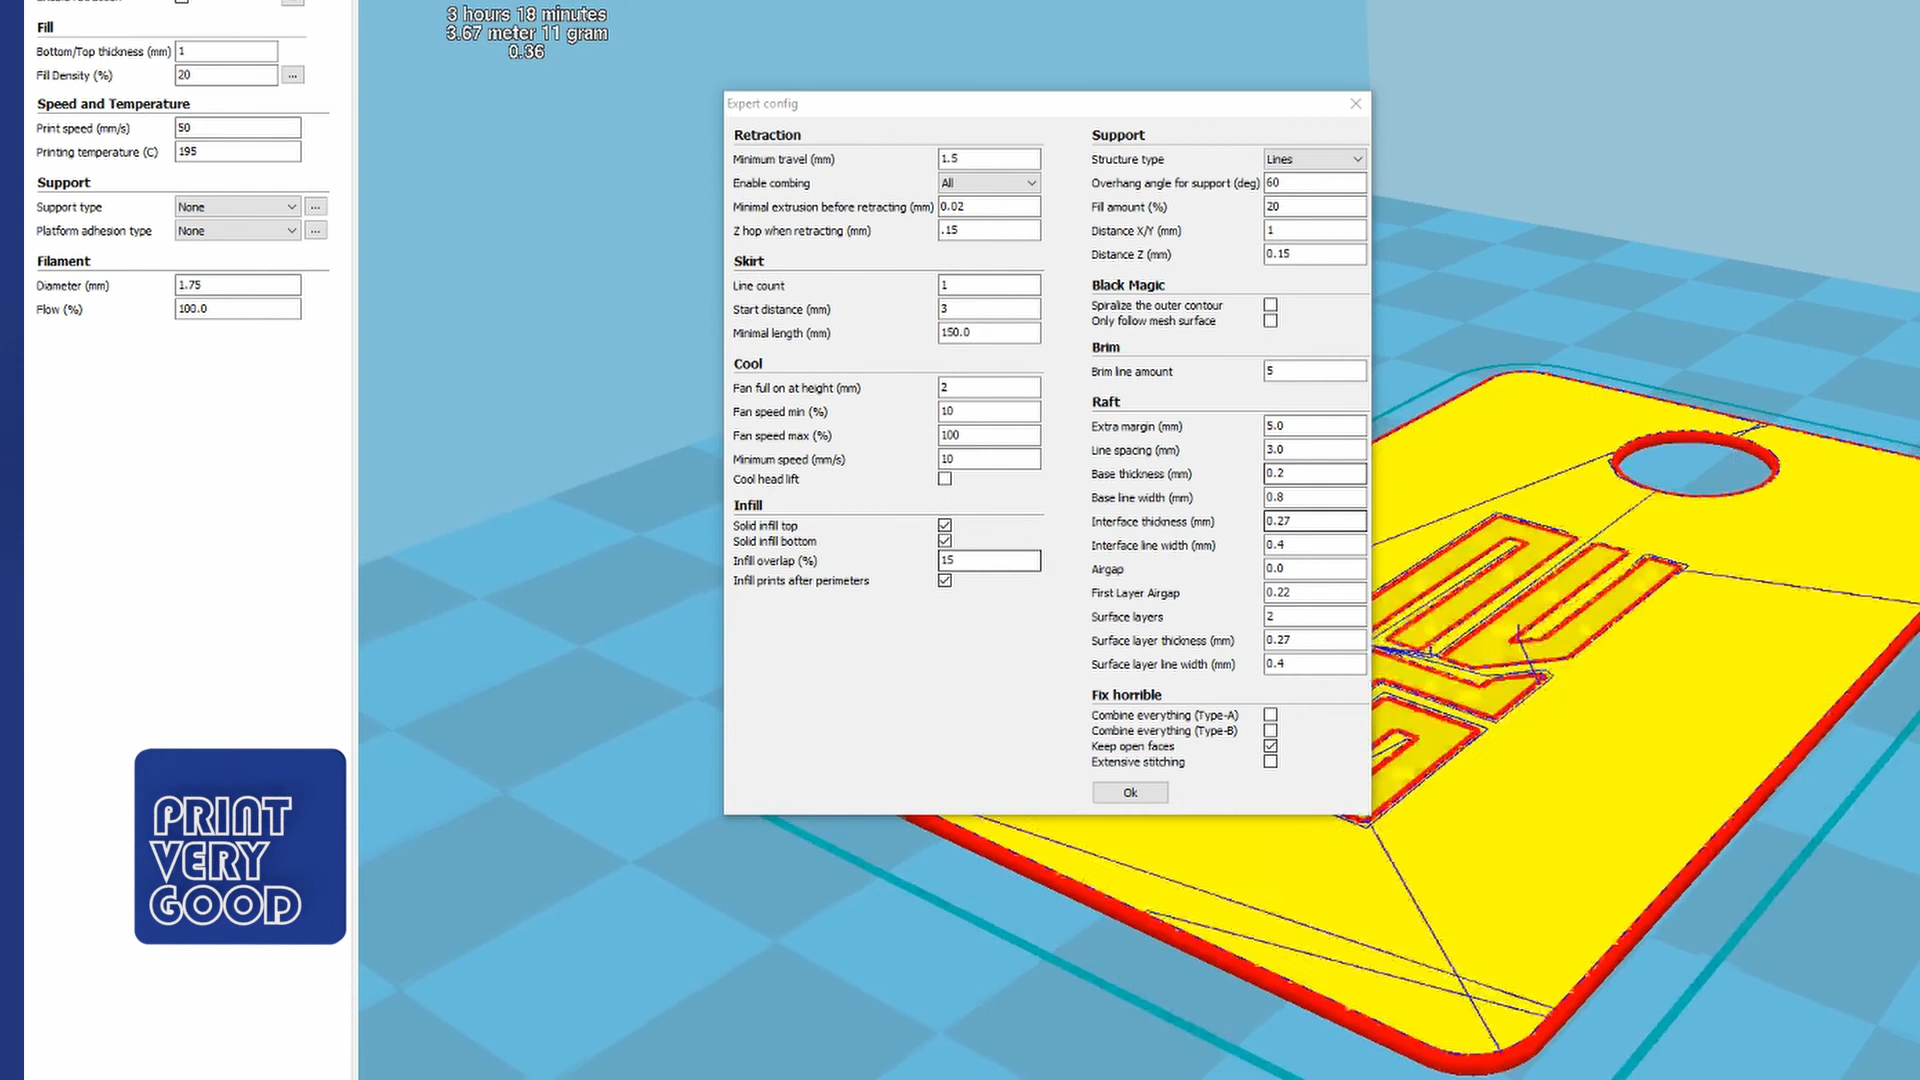 3 hours 18 minutes
3.67 meter 11 gram
0.36
Fill
Bottom/Top thickness (mm) 1
Fill Density (%) 20 ...
Speed and Temperature
Print speed (mm/s) 50
Printing temperature (C) 195
Support
Support type None ...
Platform adhesion type None ...
Filament
Diameter (mm) 1.75
Flow (%) 100.0
PRINT
VERY
GOOD
Expert config
Retraction
Minimum travel (mm) 1.5
Enable combing All
Minimal extrusion before retracting (mm) 0.02
Z hop when retracting (mm) .15
Skirt
Line count 1
Start distance (mm) 3
Minimal length (mm) 150.0
Cool
Fan full on at height (mm) 2
Fan speed min (%) 10
Fan speed max (%) 100
Minimum speed (mm/s) 10
Cool head lift
Infill
Solid infill top
Solid infill bottom
Infill overlap (%) 15
Infill prints after perimeters
Support
Structure type Lines
Overhang angle for support (deg) 60
Fill amount (%) 20
Distance X/Y (mm) 1
Distance Z (mm) 0.15
Black Magic
Spiralize the outer contour
Only follow mesh surface
Brim
Brim line amount 5
Raft
Extra margin (mm) 5.0
Line spacing (mm) 3.0
Base thickness (mm) 0.2
Base line width (mm) 0.8
Interface thickness (mm) 0.27
Interface line width (mm) 0.4
Airgap 0.0
First Layer Airgap 0.22
Surface layers 2
Surface layer thickness (mm) 0.27
Surface layer line width (mm) 0.4
Fix horrible
Combine everything (Type-A)
Combine everything (Type-B)
Keep open faces
Extensive stitching
Ok